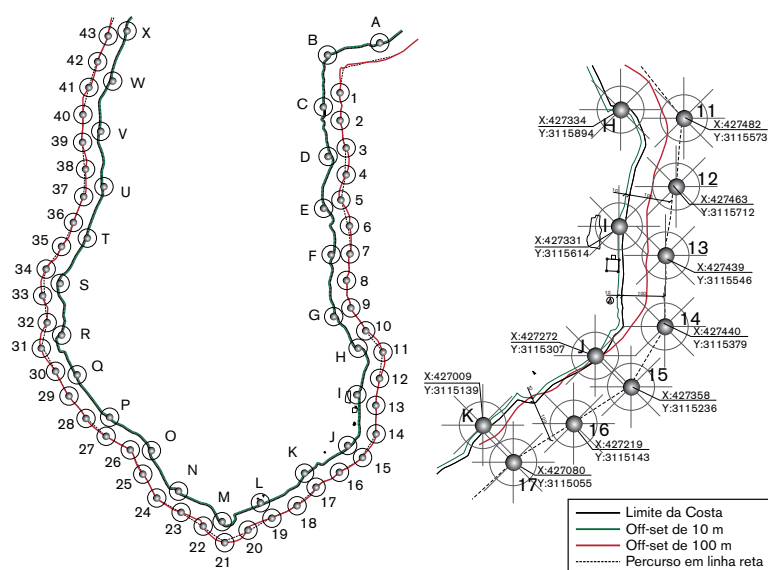 A
B
C
D
E
F
G
H
I
J
K
L
M
N
O
P
Q
R
S
T
U
V
W
X
1
2
3
4
5
6
7
8
9
10
11
12
13
14
15
16
17
18
19
20
21
22
23
24
25
26
27
28
29
30
31
32
33
34
35
36
37
38
39
40
41
42
43
H
X:427334
Y:3115894
11
X:427482
Y:3115573
12
X:427463
Y:3115712
I
X:427331
Y:3115614
13
X:427439
Y:3115546
14
X:427440
Y:3115379
J
X:427272
Y:3115307
15
X:427358
Y:3115236
K
X:427009
Y:3115139
16
X:427219
Y:3115143
17
X:427080
Y:3115055
Limite da Costa
Off-set de 10 m
Off-set de 100 m
Percurso em linha reta